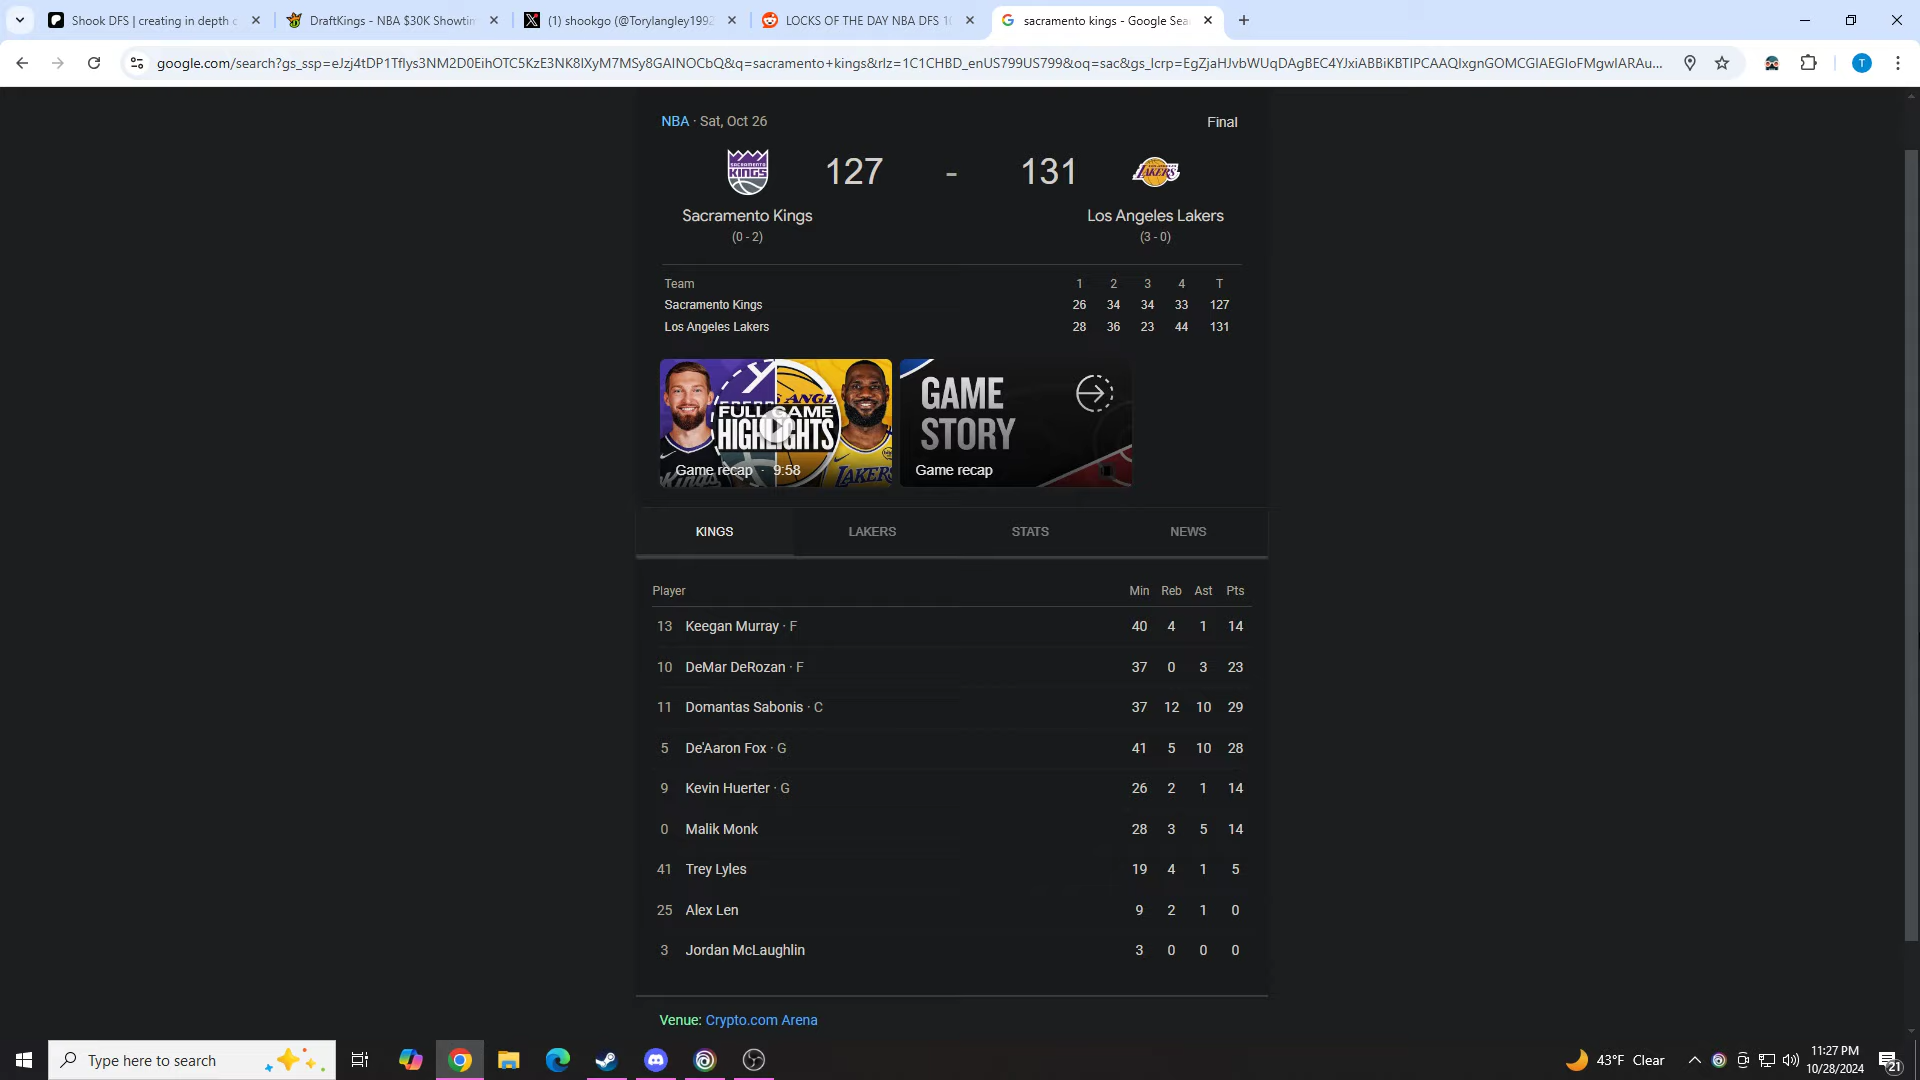 Shook DFS | creating in depth c
DraftKings - NBA $30K Showtin
(1) shookgo (@Torylangley1992
LOCKS OF THE DAY NBA DFS 10
sacramento kings - Google Sea
google.com/search?gs_ssp=eJzj4tDP1Tflys3NM2D0EihOTC5KzE3NK8lXyM7MSy8GAINOCbQ&q=sacramento+kings&rlz=1C1CHBD_enUS799US799&oq=sac&gs_lcrp=EgZjaHJvbWUqDAgBEC4YJxiABBiKBTIPCAAQIxgnGOMCGIAEGIoFMgwIARAu...
T
NBA · Sat, Oct 26
Final
SACRAMENTO
KINGS
127 - 131
LAKERS
Sacramento Kings
Los Angeles Lakers
(0 - 2)
(3 - 0)
Team 1 2 3 4 T
Sacramento Kings 26 34 34 33 127
Los Angeles Lakers 28 36 23 44 131
FULL GAME
HIGHLIGHTS
Game recap - 9:58
GAME
STORY
Game recap
KINGS
LAKERS
STATS
NEWS
Player Min Reb Ast Pts
13 Keegan Murray · F 40 4 1 14
10 DeMar DeRozan · F 37 0 3 23
11 Domantas Sabonis · C 37 12 10 29
5 De'Aaron Fox · G 41 5 10 28
9 Kevin Huerter · G 26 2 1 14
0 Malik Monk 28 3 5 14
41 Trey Lyles 19 4 1 5
25 Alex Len 9 2 1 0
3 Jordan McLaughlin 3 0 0 0
Venue: Crypto.com Arena
Type here to search
43°F Clear
11:27 PM
10/28/2024
21